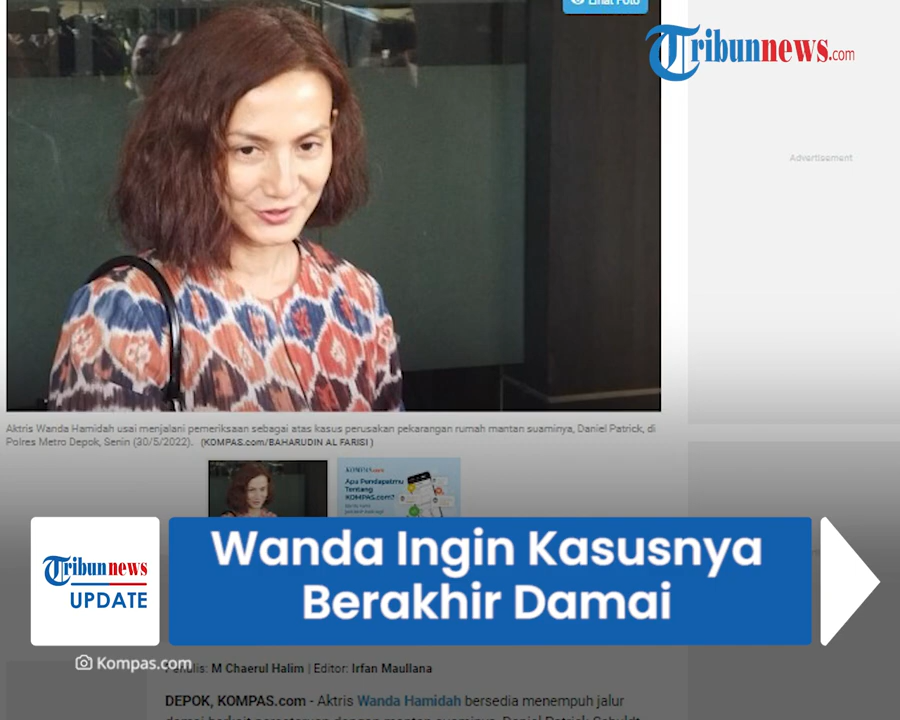 Lihat Foto
Tribunnews.com
Advertisement
Aktris Wanda Hamidah usai menjalani pemeriksaan sebagai atas kasus perusakan pekarangan rumah mantan suaminya, Daniel Patrick, di
Polres Metro Depok, Senin (30/5/2022). (KOMPAS.com/BAHARUDIN AL FARISI )
KOMPAS.com
Apa Pendapatmu
Tentang
KOMPAS.com?
Wanda Ingin Kasusnya
Berakhir Damai
Tribunnews
UPDATE
Kompas.com
Penulis: M Chaerul Halim | Editor: Irfan Maullana
DEPOK, KOMPAS.com - Aktris Wanda Hamidah bersedia menempuh jalur